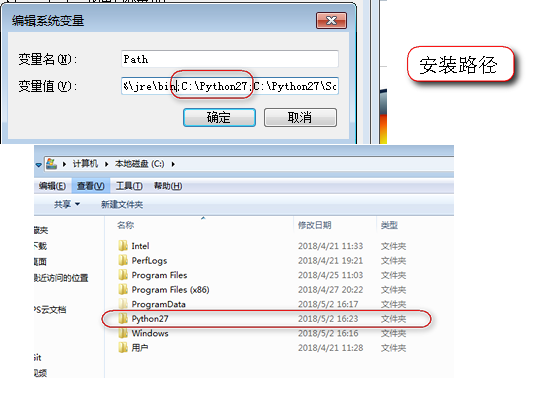 编辑系统变量
变量名(N):
Path
变量值(V):
%\jre\bin;C:\Python27;C:\Python27\Sc
确定
取消
安装路径
计算机
本地磁盘 (C:)
编辑(E) 查看(V) 工具(T) 帮助(H)
共享
新建文件夹
名称
修改日期
类型
Intel 2018/4/21 11:33 文件夹
PerfLogs 2018/4/21 19:21 文件夹
Program Files 2018/4/25 11:03 文件夹
Program Files (x86) 2018/4/27 20:22 文件夹
ProgramData 2018/5/2 16:17 文件夹
Python27 2018/5/2 16:23 文件夹
Windows 2018/5/2 16:16 文件夹
用户 2018/4/21 11:28 文件夹
下载
桌面
最近访问的位置
PS云文档
视频